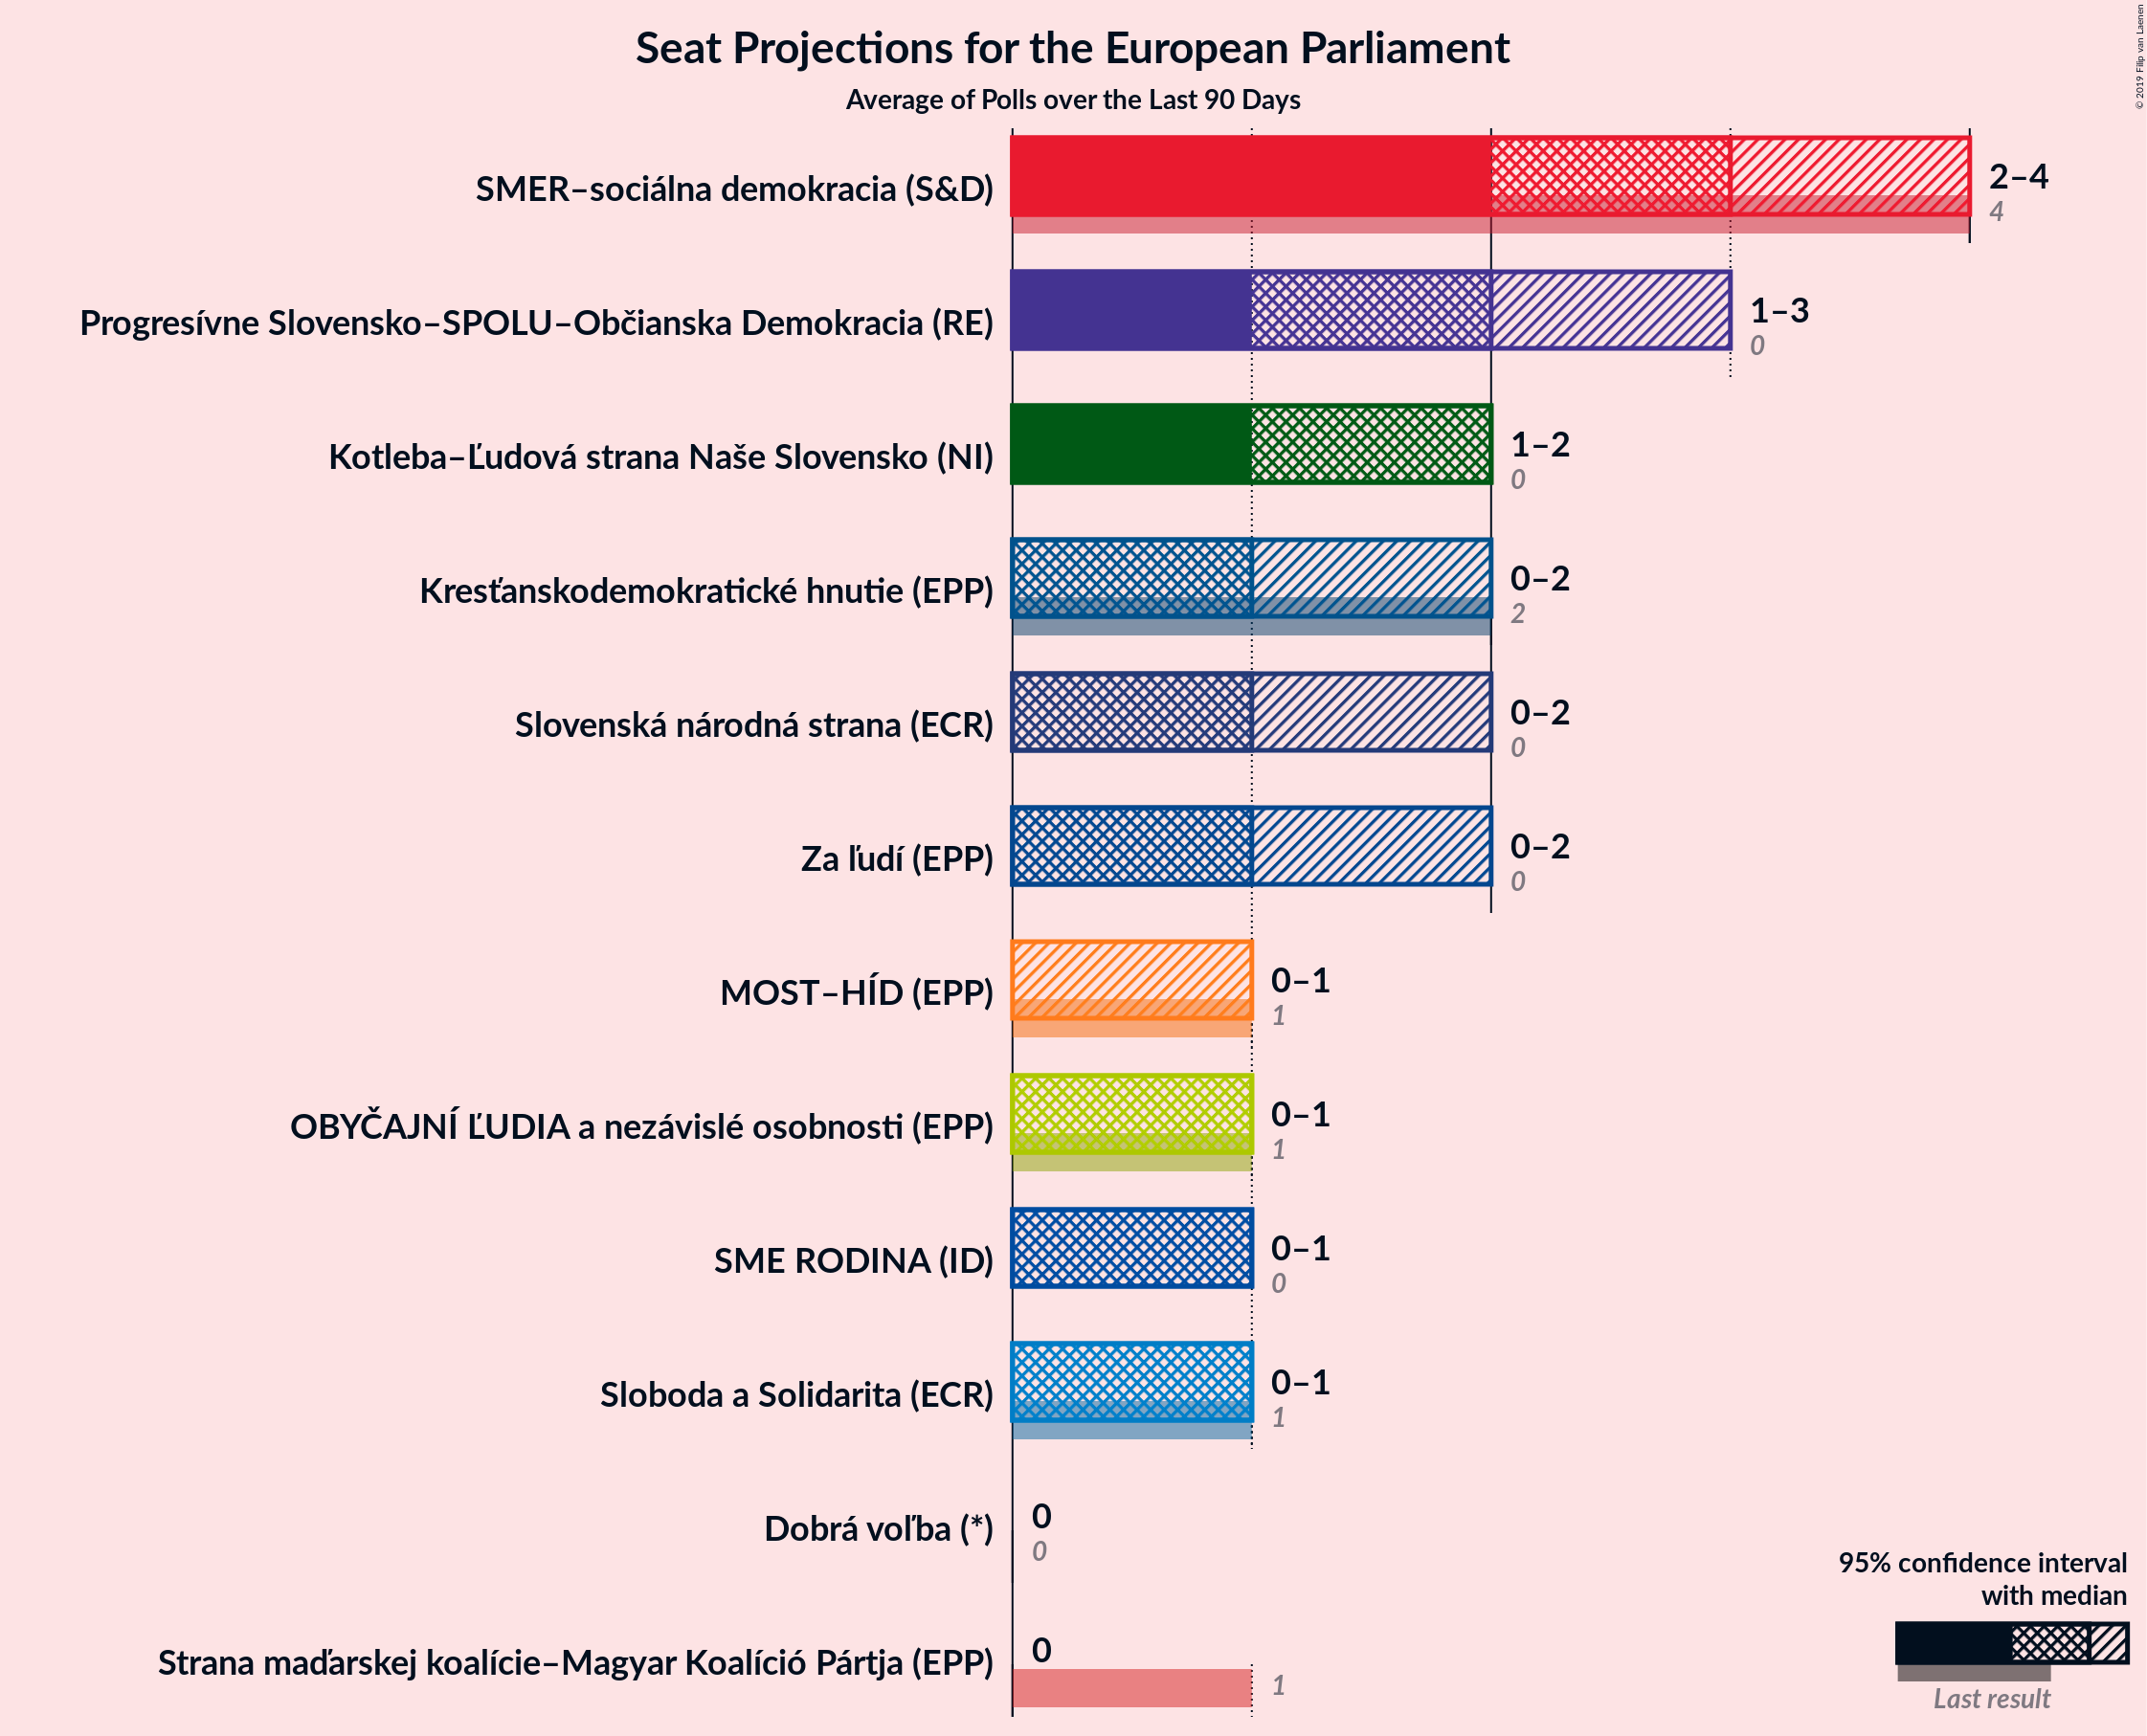 Seat Projections for the European Parliament
Average of Polls over the Last 90 Days
© 2019 Filip van Laenen
SMER–sociálna demokracia (S&D)
2–4
4
Progresívne Slovensko–SPOLU–Občianska Demokracia (RE)
1–3
0
Kotleba–Ľudová strana Naše Slovensko (NI)
1–2
0
Kresťanskodemokratické hnutie (EPP)
0–2
2
Slovenská národná strana (ECR)
0–2
0
Za ľudí (EPP)
0–2
0
MOST–HÍD (EPP)
0–1
1
OBYČAJNÍ ĽUDIA a nezávislé osobnosti (EPP)
0–1
1
SME RODINA (ID)
0–1
0
Sloboda a Solidarita (ECR)
0–1
1
Dobrá voľba (*)
0
0
Strana maďarskej koalície–Magyar Koalíció Pártja (EPP)
0
1
95% confidence interval
with median
Last result